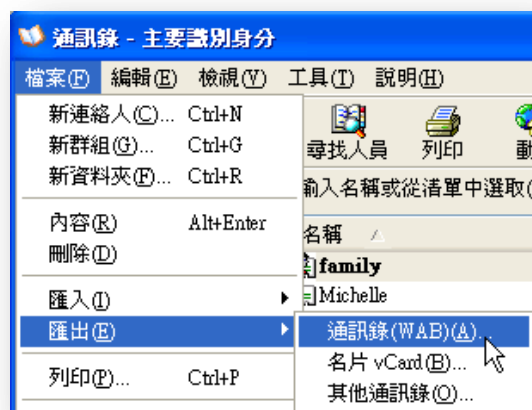 通訊錄 - 主要識別身分
檔案(F) 編輯(E) 檢視(V) 工具(T) 說明(H)
新連絡人(C)... Ctrl+N
新群組(G)... Ctrl+G
新資料夾(F)... Ctrl+R
內容(R) Alt+Enter
刪除(D)
匯入(I)
匯出(E)
列印(P)... Ctrl+P
尋找人員 列印 動
輸入名稱或從清單中選取(
名稱
family
Michelle
通訊錄(WAB)(A)...
名片 vCard(B)...
其他通訊錄(O)...